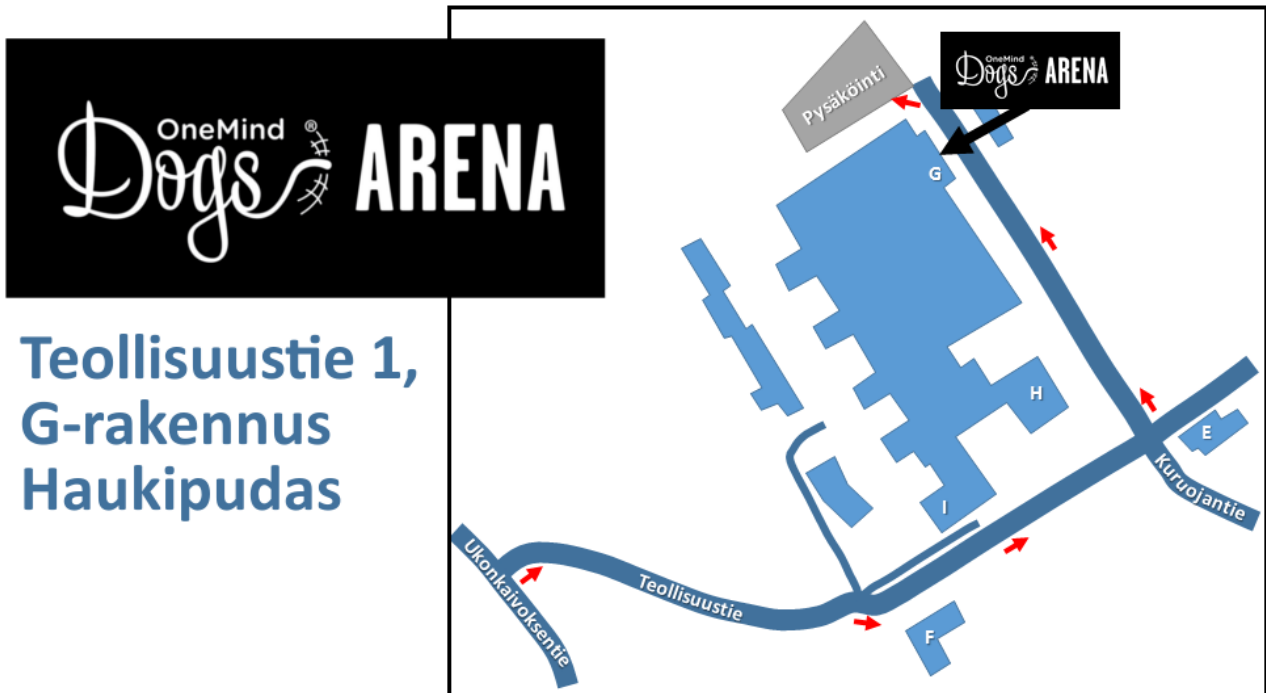 OneMind
Dogs® ARENA
Teollisuustie 1,
G-rakennus
Haukipudas
Pysäköinti
OneMind
Dogs ARENA
G
H
E
Kuruojantie
I
Ukonkaivoksentie
Teollisuustie
F